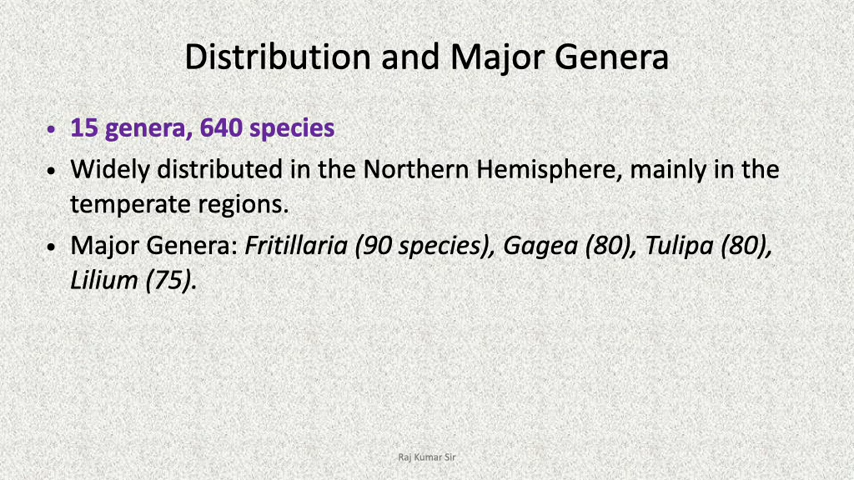 Distribution and Major Genera
• 15 genera, 640 species
• Widely distributed in the Northern Hemisphere, mainly in the
temperate regions.
• Major Genera: Fritillaria (90 species), Gagea (80), Tulipa (80),
Lilium (75).
Raj Kumar Sir